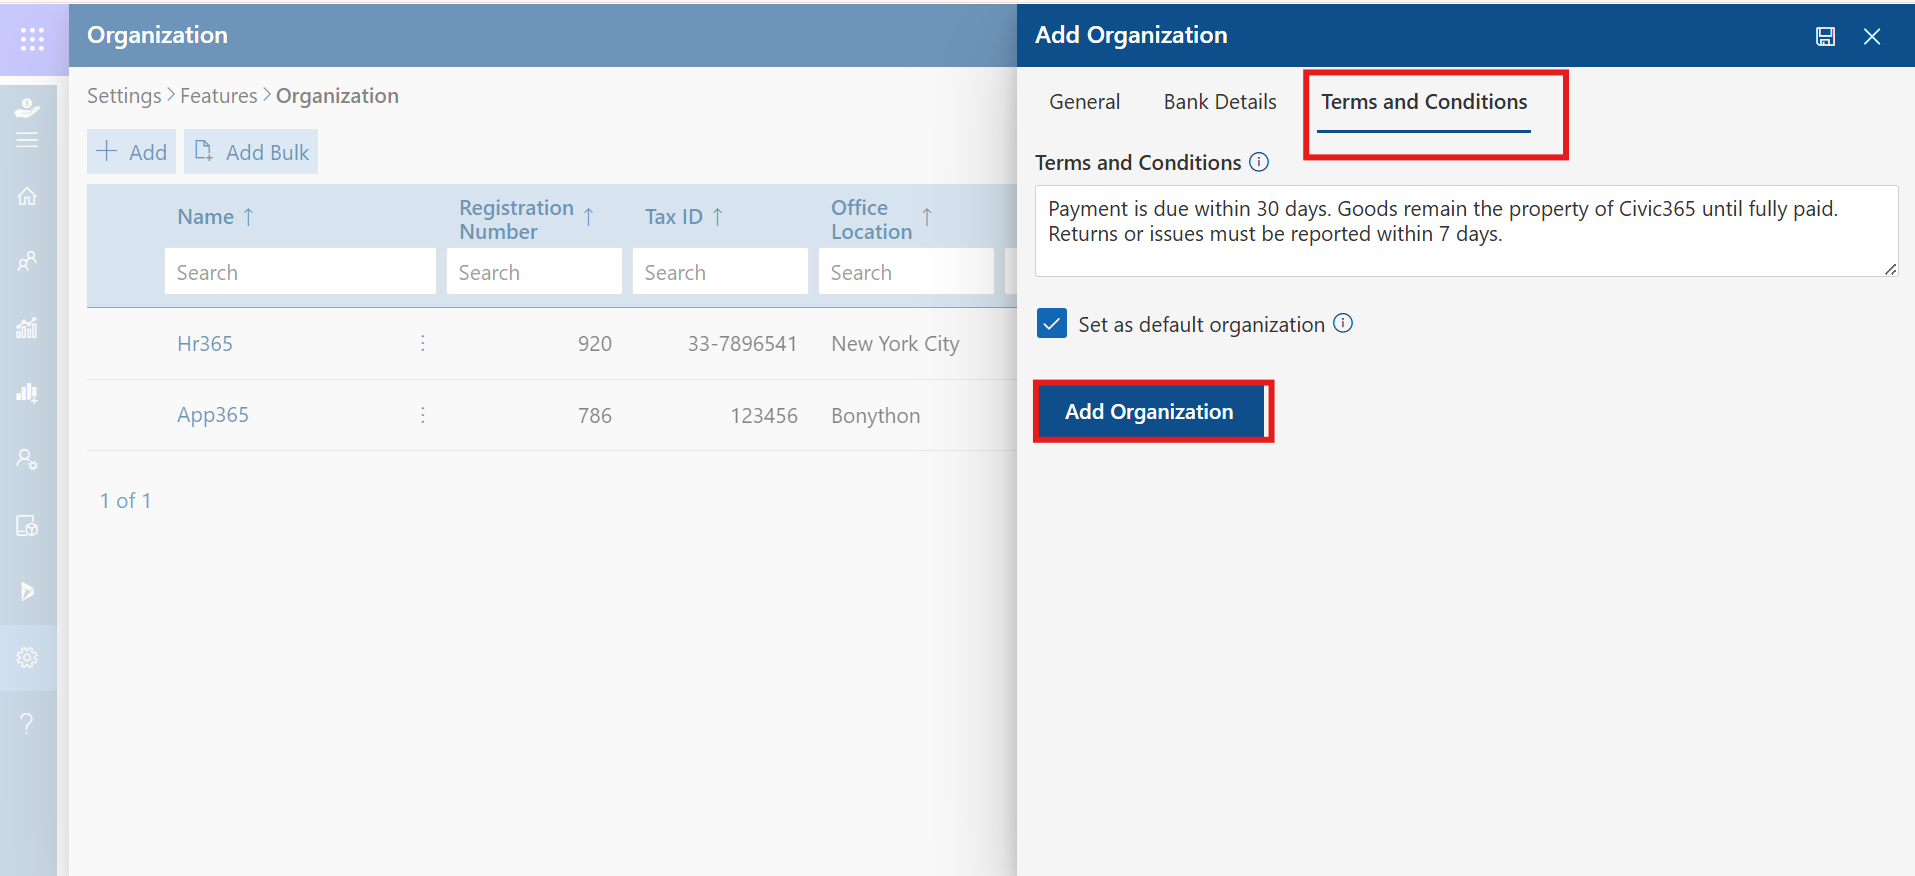 Organization
Settings > Features > Organization
Add
Add Bulk
Name ↑
Registration Number ↑
Tax ID ↑
Office Location ↑
Search
Search
Search
Search
Hr365
920
33-7896541
New York City
App365
786
123456
Bonython
1 of 1
Add Organization
General
Bank Details
Terms and Conditions
Terms and Conditions
Payment is due within 30 days. Goods remain the property of Civic365 until fully paid.
Returns or issues must be reported within 7 days.
Set as default organization
Add Organization